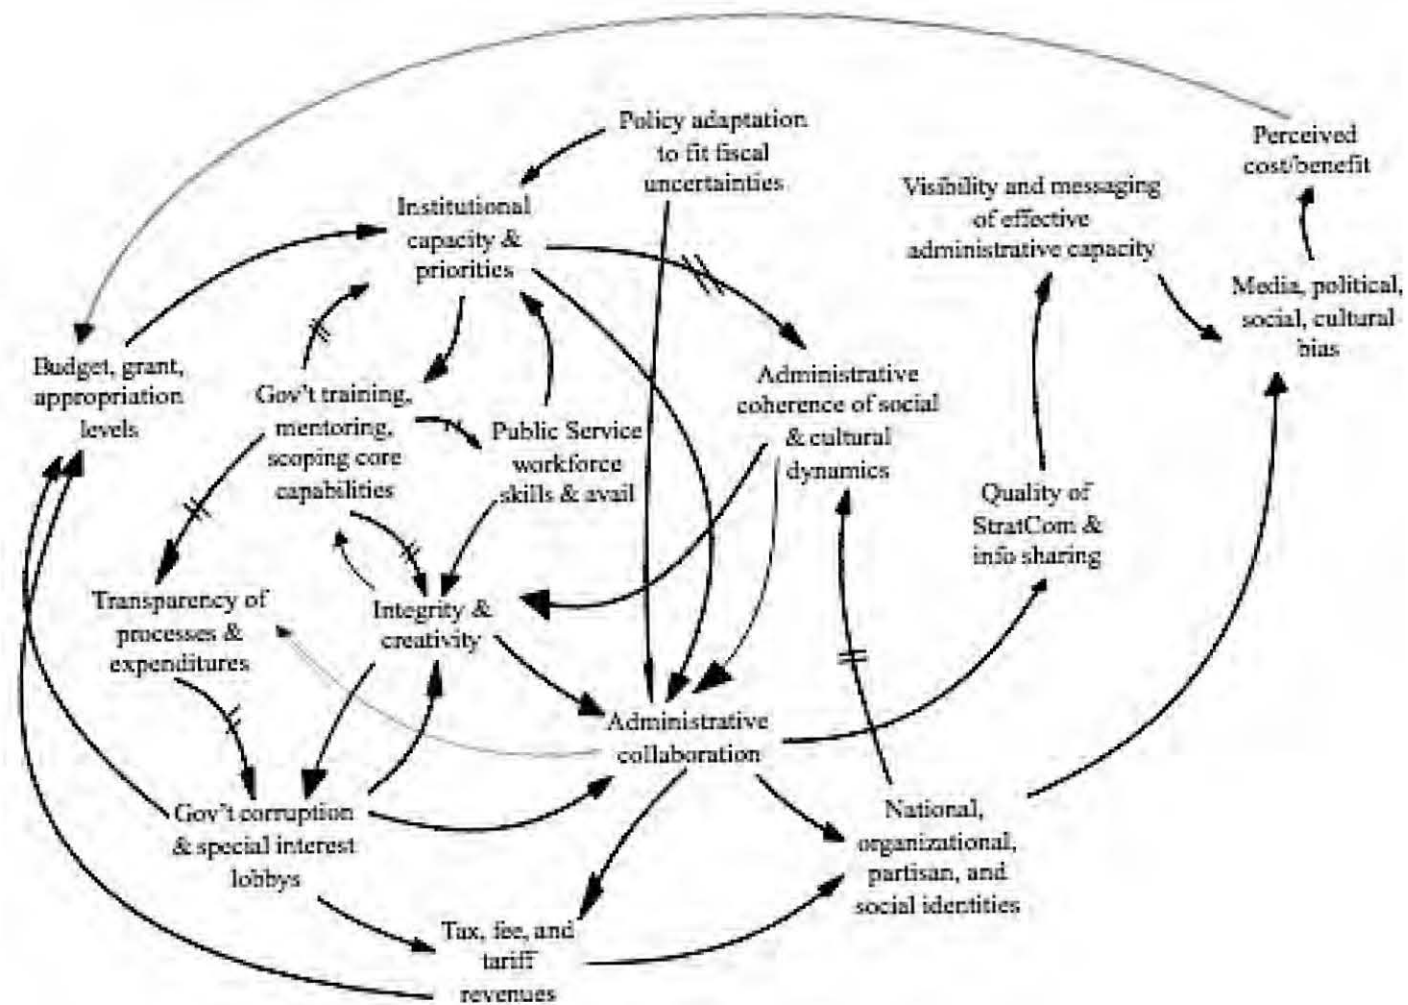 Policy adaptation
to fit fiscal
uncertainties
Perceived
cost/benefit
Visibility and messaging
of effective
administrative capacity
Institutional
capacity &
priorities
Media, political,
social, cultural
bias
Budget, grant,
appropriation
levels
Gov't training,
mentoring,
scoping core
capabilities
Public Service
workforce
skills & avail
Administrative
coherence of social
& cultural
dynamics
Quality of
StratCom &
info sharing
Transparency of
processes &
expenditures
Integrity &
creativity
Administrative
collaboration
Gov't corruption
& special interest
lobbys
National,
organizational,
partisan, and
social identities
Tax, fee, and
tariff
revenues